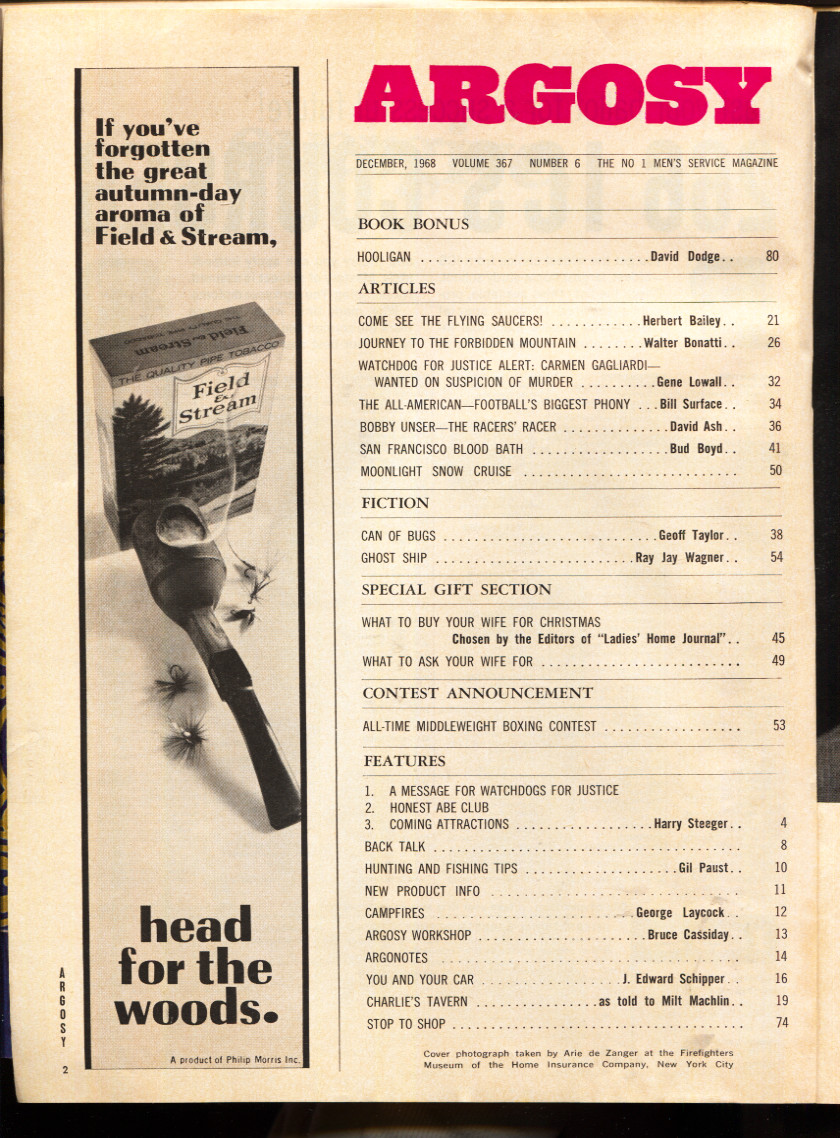 If you've
forgotten
the great
autumn-day
aroma of
Field & Stream,
Field & Stream
THE QUALITY PIPE TOBACCO
THE QUALITY PIPE TOBACCO
Field
&
Stream
head
for the
woods.
A product of Philip Morris Inc.
ARGOSY
2
ARGOSY
DECEMBER, 1968 VOLUME 367 NUMBER 6 THE NO 1 MEN'S SERVICE MAGAZINE
BOOK BONUS
HOOLIGAN .............................David Dodge.. 80
ARTICLES
COME SEE THE FLYING SAUCERS! ............Herbert Bailey.. 21
JOURNEY TO THE FORBIDDEN MOUNTAIN ........Walter Bonatti.. 26
WATCHDOG FOR JUSTICE ALERT: CARMEN GAGLIARDI—
WANTED ON SUSPICION OF MURDER ..........Gene Lowall.. 32
THE ALL-AMERICAN—FOOTBALL'S BIGGEST PHONY ...Bill Surface.. 34
BOBBY UNSER—THE RACERS' RACER ..............David Ash.. 36
SAN FRANCISCO BLOOD BATH ..................Bud Boyd.. 41
MOONLIGHT SNOW CRUISE ............................ 50
FICTION
CAN OF BUGS ............................Geoff Taylor.. 38
GHOST SHIP ..........................Ray Jay Wagner.. 54
SPECIAL GIFT SECTION
WHAT TO BUY YOUR WIFE FOR CHRISTMAS
Chosen by the Editors of "Ladies' Home Journal".. 45
WHAT TO ASK YOUR WIFE FOR .......................... 49
CONTEST ANNOUNCEMENT
ALL-TIME MIDDLEWEIGHT BOXING CONTEST .................. 53
FEATURES
1. A MESSAGE FOR WATCHDOGS FOR JUSTICE
2. HONEST ABE CLUB
3. COMING ATTRACTIONS ..................Harry Steeger.. 4
BACK TALK ........................................ 8
HUNTING AND FISHING TIPS ....................Gil Paust.. 10
NEW PRODUCT INFO ................................. 11
CAMPFIRES ..........................George Laycock.. 12
ARGOSY WORKSHOP ......................Bruce Cassiday.. 13
ARGONOTES ....................................... 14
YOU AND YOUR CAR ...................J. Edward Schipper.. 16
CHARLIE'S TAVERN ................as told to Milt Machlin.. 19
STOP TO SHOP ...................................... 74
Cover photograph taken by Arie de Zanger at the Firefighters
Museum of the Home Insurance Company, New York City